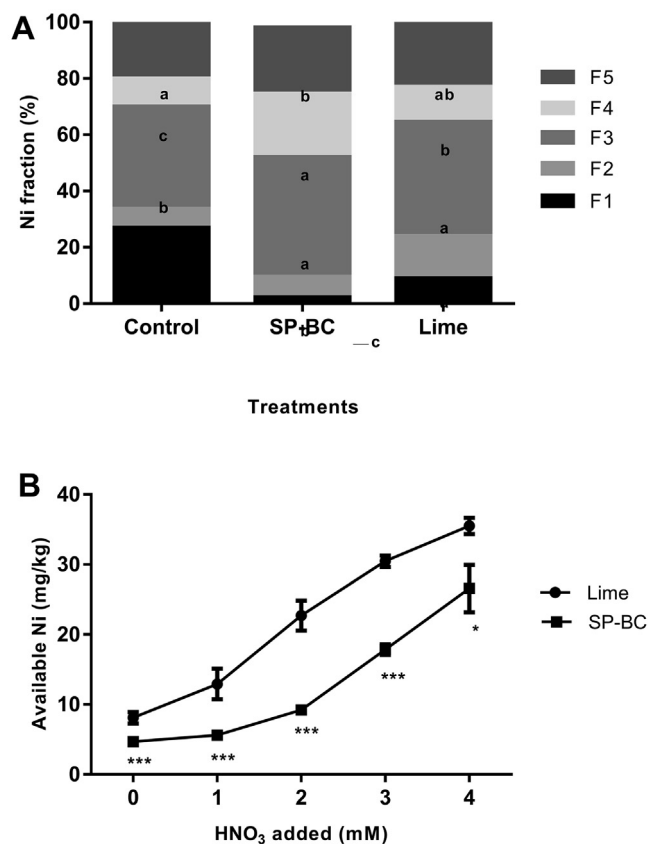 A
100
80
60
40
20
0
Ni fraction (%)
a
c
b
b
a
a
b
ab
b
a
a
c
Control
SP-BC
Lime
Treatments
F5
F4
F3
F2
F1
B
40
30
20
10
0
Available Ni (mg/kg)
***
***
***
***
*
0 1 2 3 4
HNO₃ added (mM)
Lime
SP-BC